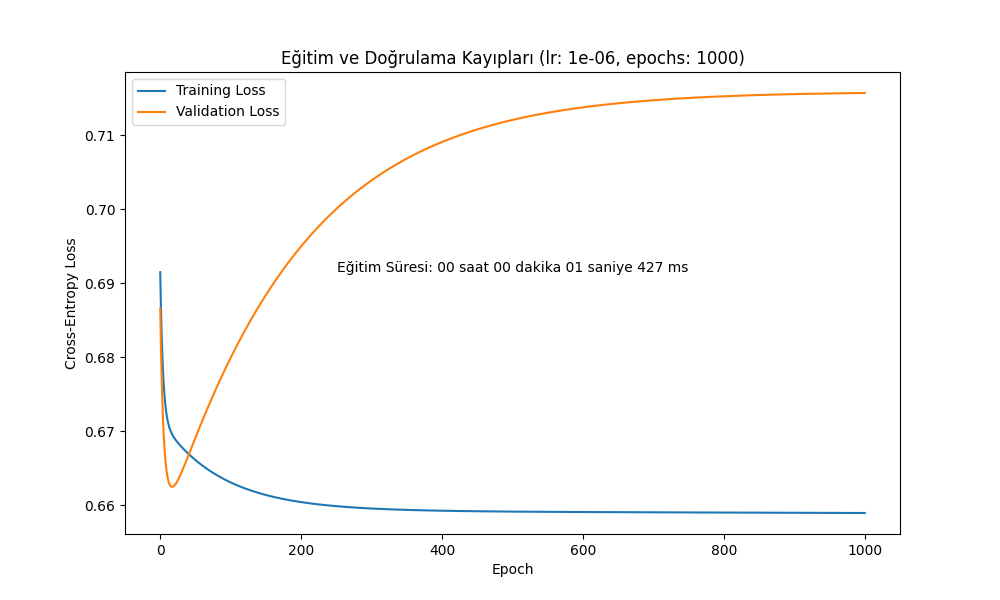 Eğitim ve Doğrulama Kayıpları (lr: 1e-06, epochs: 1000)
Training Loss
Validation Loss
0.71
0.70
0.69
0.68
0.67
0.66
Cross-Entropy Loss
Eğitim Süresi: 00 saat 00 dakika 01 saniye 427 ms
0 200 400 600 800 1000
Epoch